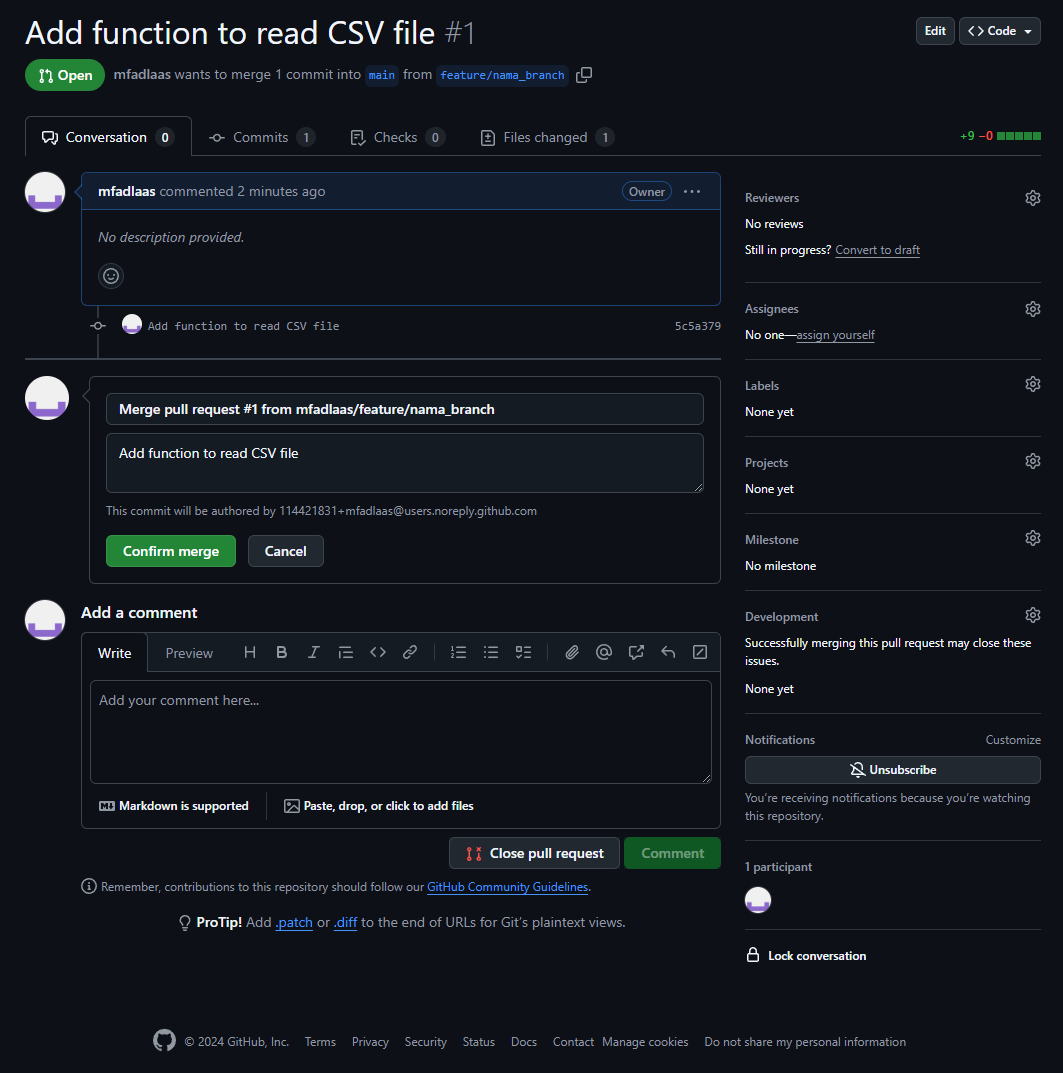 Add function to read CSV file #1
Edit
Code
Open
mfadlaas wants to merge 1 commit into main from feature/nama_branch
Conversation 0
Commits 1
Checks 0
Files changed 1
+9 −0
mfadlaas commented 2 minutes ago
Owner
No description provided.
Add function to read CSV file
5c5a379
Merge pull request #1 from mfadlaas/feature/nama_branch
Add function to read CSV file
This commit will be authored by 114421831+mfadlaas@users.noreply.github.com
Confirm merge
Cancel
Add a comment
Write
Preview
Add your comment here...
Markdown is supported
Paste, drop, or click to add files
Close pull request
Comment
Remember, contributions to this repository should follow our GitHub Community Guidelines.
ProTip! Add .patch or .diff to the end of URLs for Git's plaintext views.
Reviewers
No reviews
Still in progress? Convert to draft
Assignees
No one—assign yourself
Labels
None yet
Projects
None yet
Milestone
No milestone
Development
Successfully merging this pull request may close these
issues.
None yet
Notifications
Customize
Unsubscribe
You're receiving notifications because you're watching
this repository.
1 participant
Lock conversation
© 2024 GitHub, Inc.
Terms
Privacy
Security
Status
Docs
Contact
Manage cookies
Do not share my personal information